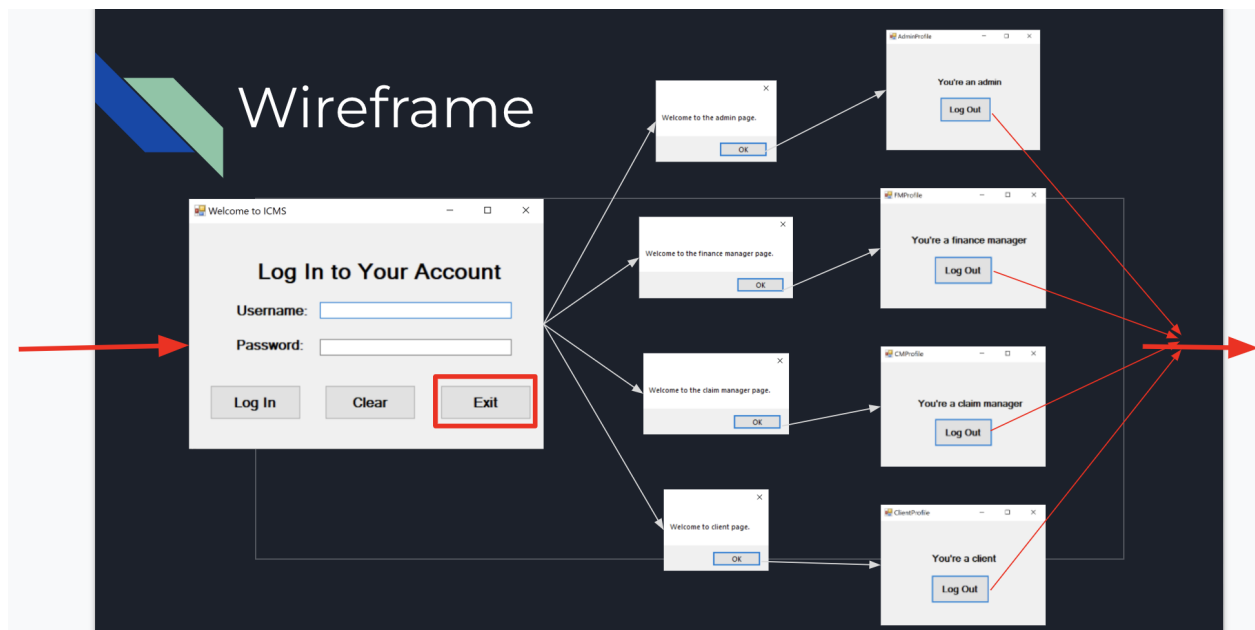 Wireframe
Welcome to ICMS
Log In to Your Account
Username:
Password:
Log In
Clear
Exit
Welcome to the admin page.
OK
AdminProfile
You're an admin
Log Out
Welcome to the finance manager page.
OK
FMProfile
You're a finance manager
Log Out
Welcome to the claim manager page.
OK
CMProfile
You're a claim manager
Log Out
Welcome to client page.
OK
ClientProfile
You're a client
Log Out